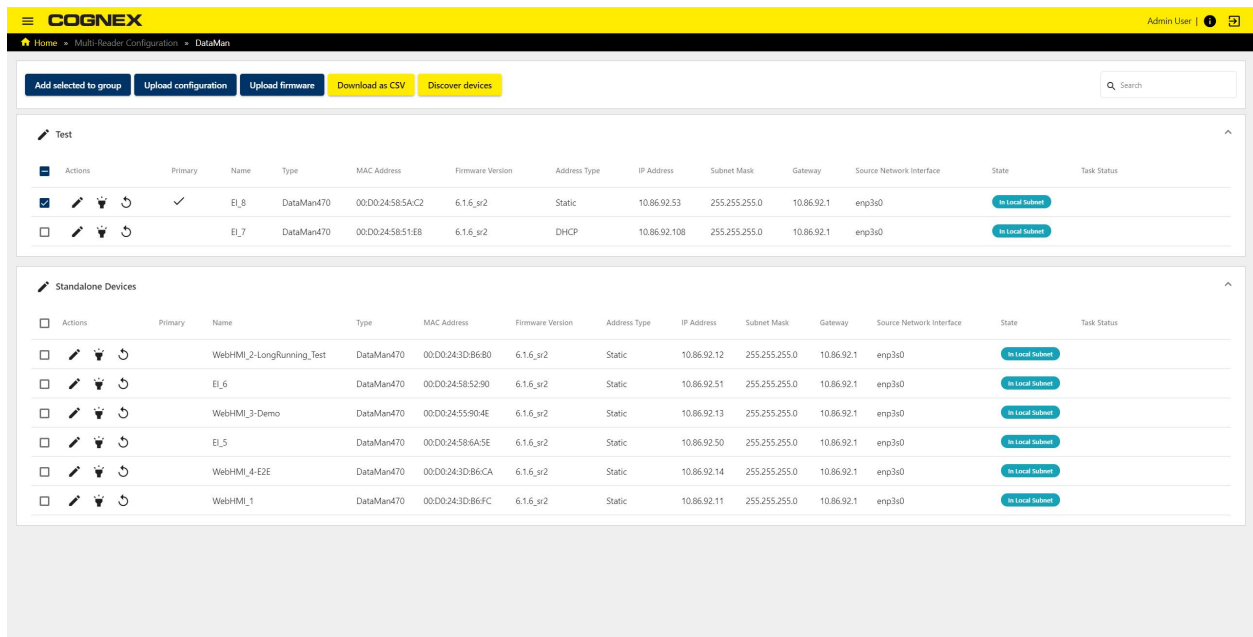 COGNEX Admin User |
Home » Multi-Reader Configuration » DataMan
Add selected to group Upload configuration Upload firmware Download as CSV Discover devices Search
Test
Actions Primary Name Type MAC Address Firmware Version Address Type IP Address Subnet Mask Gateway Source Network Interface State Task Status
EI_8 DataMan470 00:D0:24:58:5A:C2 6.1.6_sr2 Static 10.86.92.53 255.255.255.0 10.86.92.1 enp3s0 In Local Subnet
EI_7 DataMan470 00:D0:24:58:51:E8 6.1.6_sr2 DHCP 10.86.92.108 255.255.255.0 10.86.92.1 enp3s0 In Local Subnet
Standalone Devices
Actions Primary Name Type MAC Address Firmware Version Address Type IP Address Subnet Mask Gateway Source Network Interface State Task Status
WebHMI_2-LongRunning_Test DataMan470 00:D0:24:3D:B6:B0 6.1.6_sr2 Static 10.86.92.12 255.255.255.0 10.86.92.1 enp3s0 In Local Subnet
EI_6 DataMan470 00:D0:24:58:52:90 6.1.6_sr2 Static 10.86.92.51 255.255.255.0 10.86.92.1 enp3s0 In Local Subnet
WebHMI_3-Demo DataMan470 00:D0:24:55:90:4E 6.1.6_sr2 Static 10.86.92.13 255.255.255.0 10.86.92.1 enp3s0 In Local Subnet
EI_5 DataMan470 00:D0:24:58:6A:5E 6.1.6_sr2 Static 10.86.92.50 255.255.255.0 10.86.92.1 enp3s0 In Local Subnet
WebHMI_4-E2E DataMan470 00:D0:24:3D:B6:CA 6.1.6_sr2 Static 10.86.92.14 255.255.255.0 10.86.92.1 enp3s0 In Local Subnet
WebHMI_1 DataMan470 00:D0:24:3D:B6:FC 6.1.6_sr2 Static 10.86.92.11 255.255.255.0 10.86.92.1 enp3s0 In Local Subnet